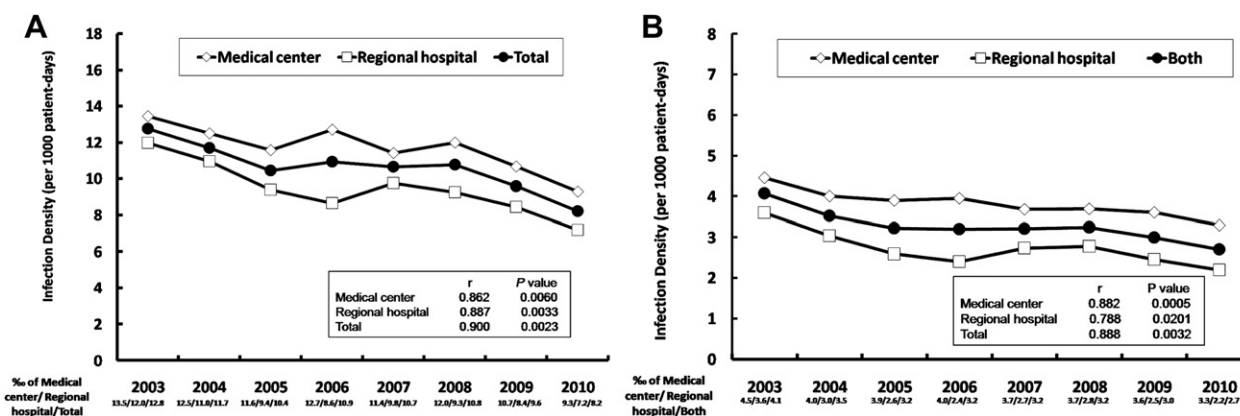 A
Infection Density (per 1000 patient-days)
18
16
14
12
10
8
6
4
2
0
Medical center Regional hospital Total
r P value
Medical center 0.862 0.0060
Regional hospital 0.887 0.0033
Total 0.900 0.0023
2003 2004 2005 2006 2007 2008 2009 2010
‰ of Medical
center/ Regional
hospital/Total
13.5/12.0/12.8 12.5/11.0/11.7 11.6/9.4/10.4 12.7/8.6/10.9 11.4/9.8/10.7 12.0/9.3/10.8 10.7/8.4/9.6 9.3/7.2/8.2
B
Infection Density (per 1000 patient-days)
8
7
6
5
4
3
2
1
0
Medical center Regional hospital Both
r P value
Medical center 0.882 0.0005
Regional hospital 0.788 0.0201
Total 0.888 0.0032
2003 2004 2005 2006 2007 2008 2009 2010
‰ of Medical
center/ Regional
hospital/Both
4.5/3.6/4.1 4.0/3.0/3.5 3.9/2.6/3.2 4.0/2.4/3.2 3.7/2.7/3.2 3.7/2.8/3.2 3.6/2.5/3.0 3.3/2.2/2.7